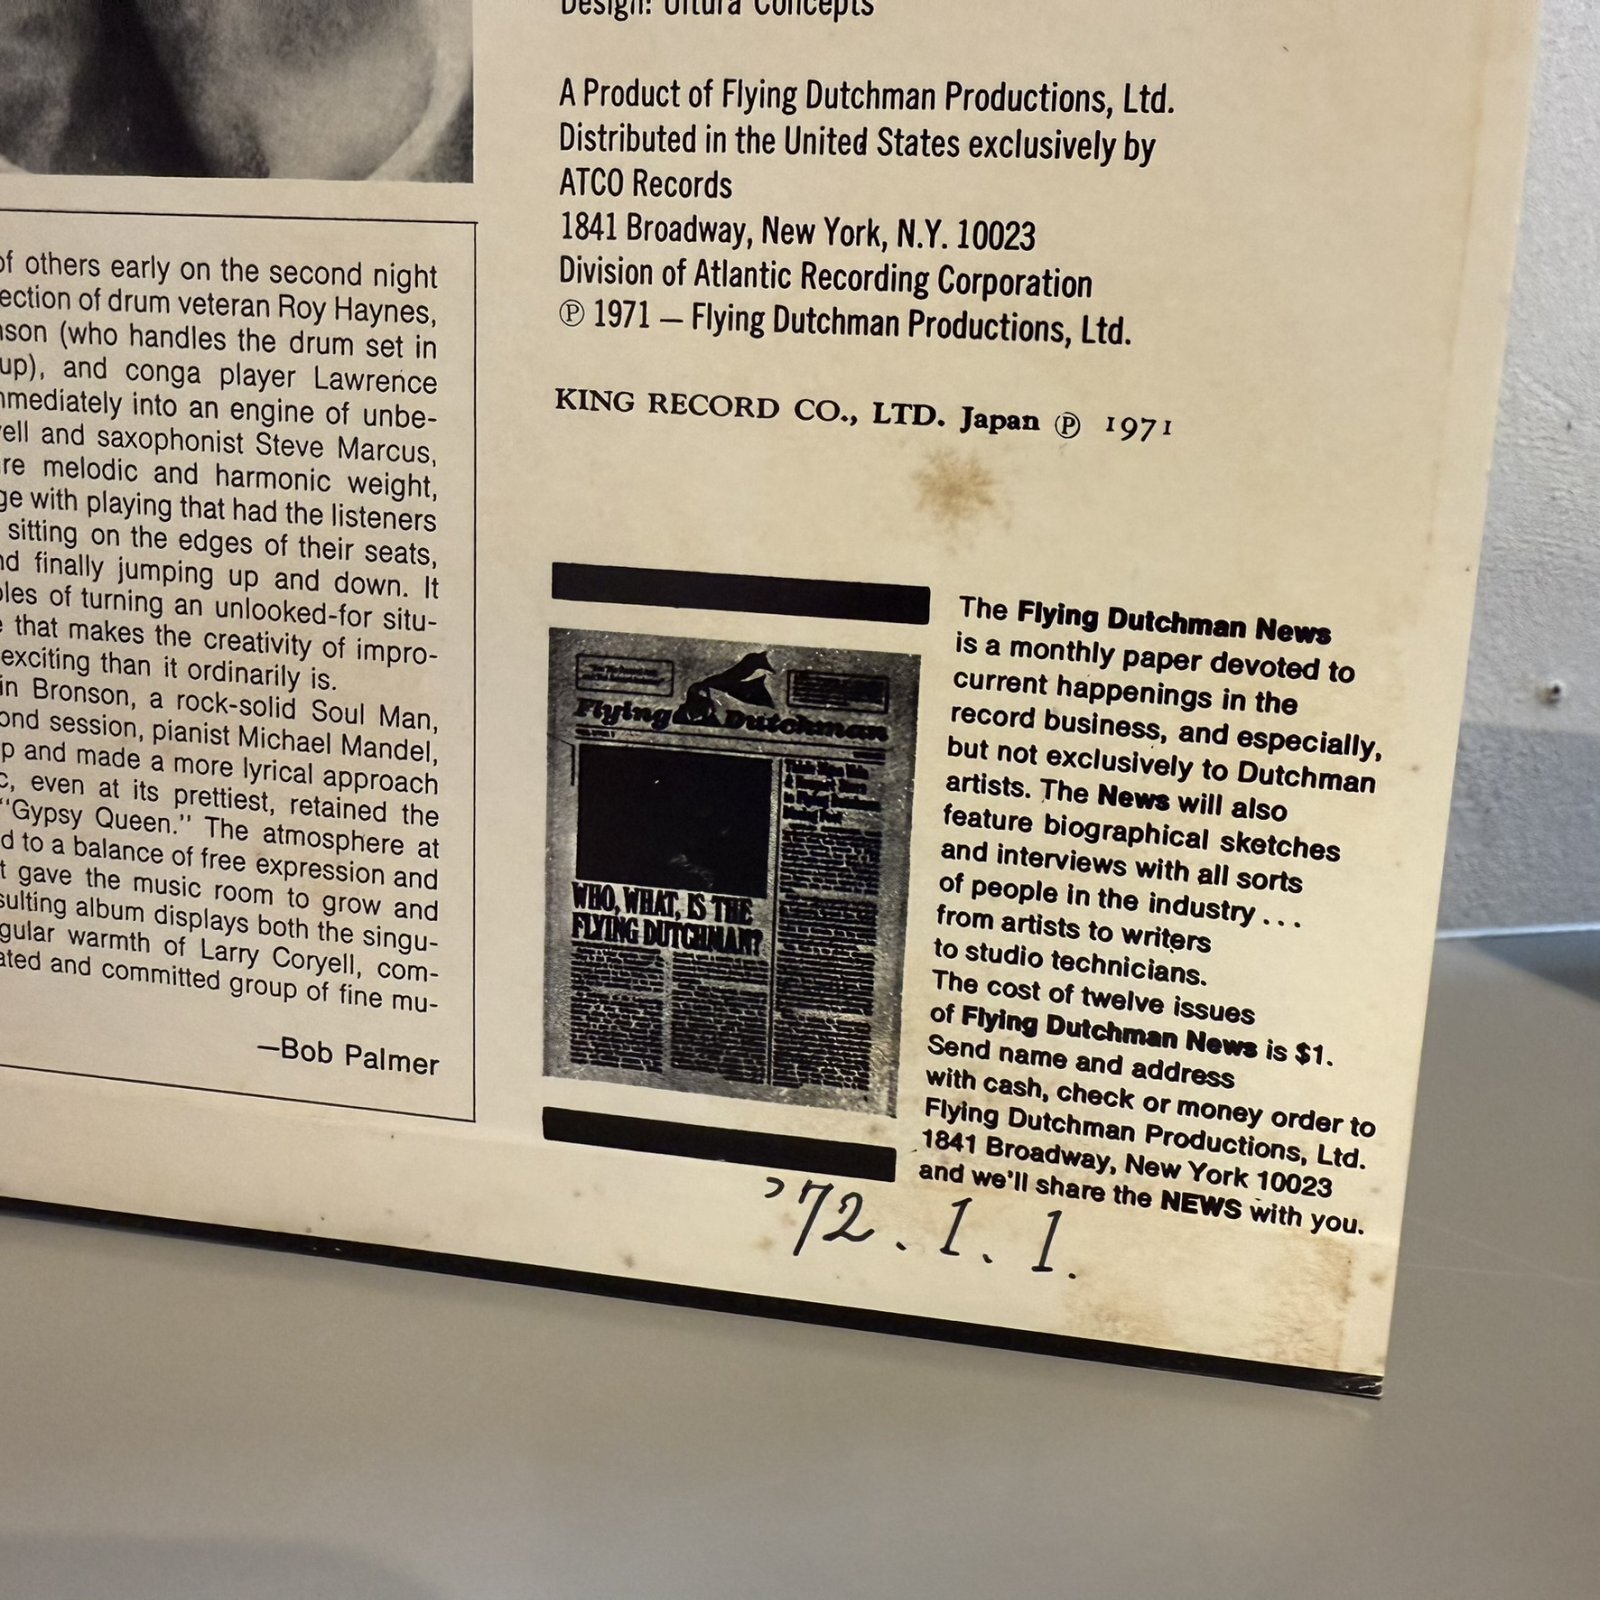 Design: Ultura Concepts
A Product of Flying Dutchman Productions, Ltd.
Distributed in the United States exclusively by
ATCO Records
1841 Broadway, New York, N.Y. 10023
Division of Atlantic Recording Corporation
℗ 1971 — Flying Dutchman Productions, Ltd.
KING RECORD CO., LTD. Japan ℗ 1971
of others early on the second night
ection of drum veteran Roy Haynes,
nson (who handles the drum set in
up), and conga player Lawrence
mmediately into an engine of unbe-
ell and saxophonist Steve Marcus,
re melodic and harmonic weight,
ge with playing that had the listeners
sitting on the edges of their seats,
nd finally jumping up and down. It
ples of turning an unlooked-for situ-
e that makes the creativity of impro-
exciting than it ordinarily is.
in Bronson, a rock-solid Soul Man,
ond session, pianist Michael Mandel,
p and made a more lyrical approach
c, even at its prettiest, retained the
"Gypsy Queen." The atmosphere at
d to a balance of free expression and
t gave the music room to grow and
sulting album displays both the singu-
gular warmth of Larry Coryell, com-
ated and committed group of fine mu-
—Bob Palmer
Flying Dutchman
WHO, WHAT, IS THE
FLYING DUTCHMAN?
The Flying Dutchman News
is a monthly paper devoted to
current happenings in the
record business, and especially,
but not exclusively to Dutchman
artists. The News will also
feature biographical sketches
and interviews with all sorts
of people in the industry . . .
from artists to writers
to studio technicians.
The cost of twelve issues
of Flying Dutchman News is $1.
Send name and address
with cash, check or money order to
Flying Dutchman Productions, Ltd.
1841 Broadway, New York 10023
and we'll share the NEWS with you.
'72. 1. 1.